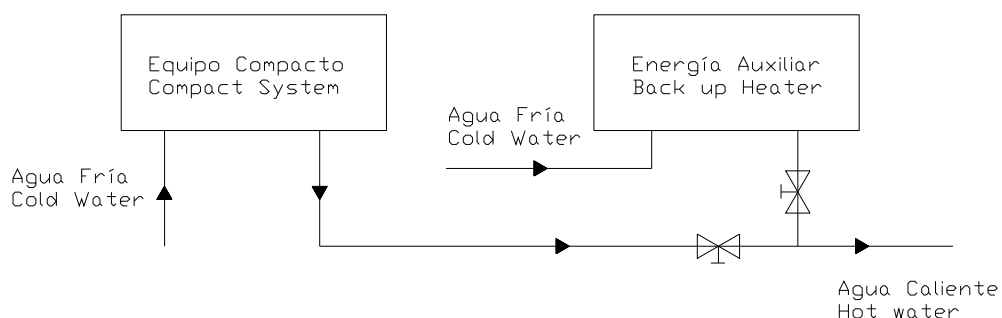 Equipo Compacto
Compact System
Energía Auxiliar
Back up Heater
Agua Fría
Cold Water
Agua Fría
Cold Water
Agua Caliente
Hot water